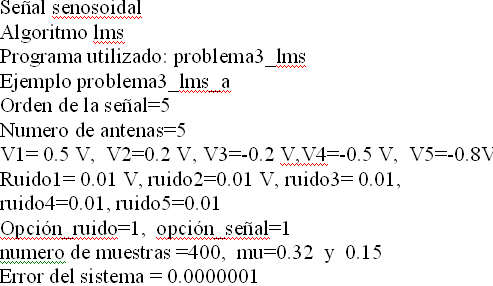 Señal senosoidal
Algoritmo lms
Programa utilizado: problema3_lms
Ejemplo problema3_lms_a
Orden de la señal=5
Numero de antenas=5
V1= 0.5 V,  V2=0.2 V, V3=-0.2 V,V4=-0.5 V,  V5=-0.8V
Ruido1= 0.01 V, ruido2=0.01 V, ruido3= 0.01,
ruido4=0.01, ruido5=0.01
Opción_ruido=1,  opción_señal=1
numero de muestras =400,  mu=0.32  y  0.15
Error del sistema = 0.0000001